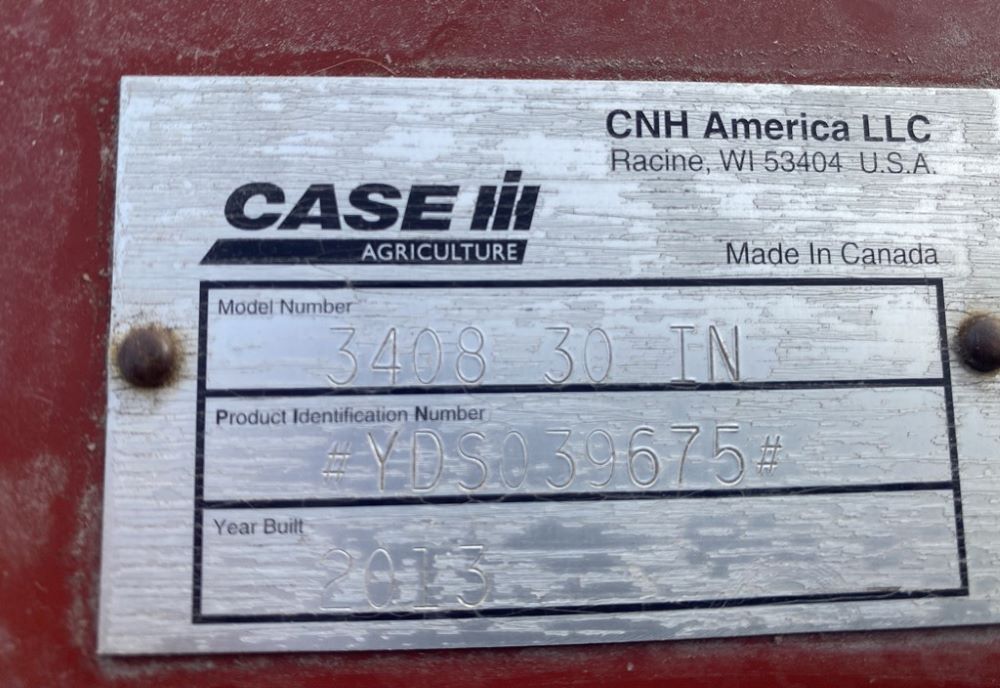 CNH America LLC
Racine, WI 53404 U.S.A.
CASE IH
AGRICULTURE
Made In Canada
Model Number
3408 30 IN
Product Identification Number
#YDS039675#
Year Built
2013